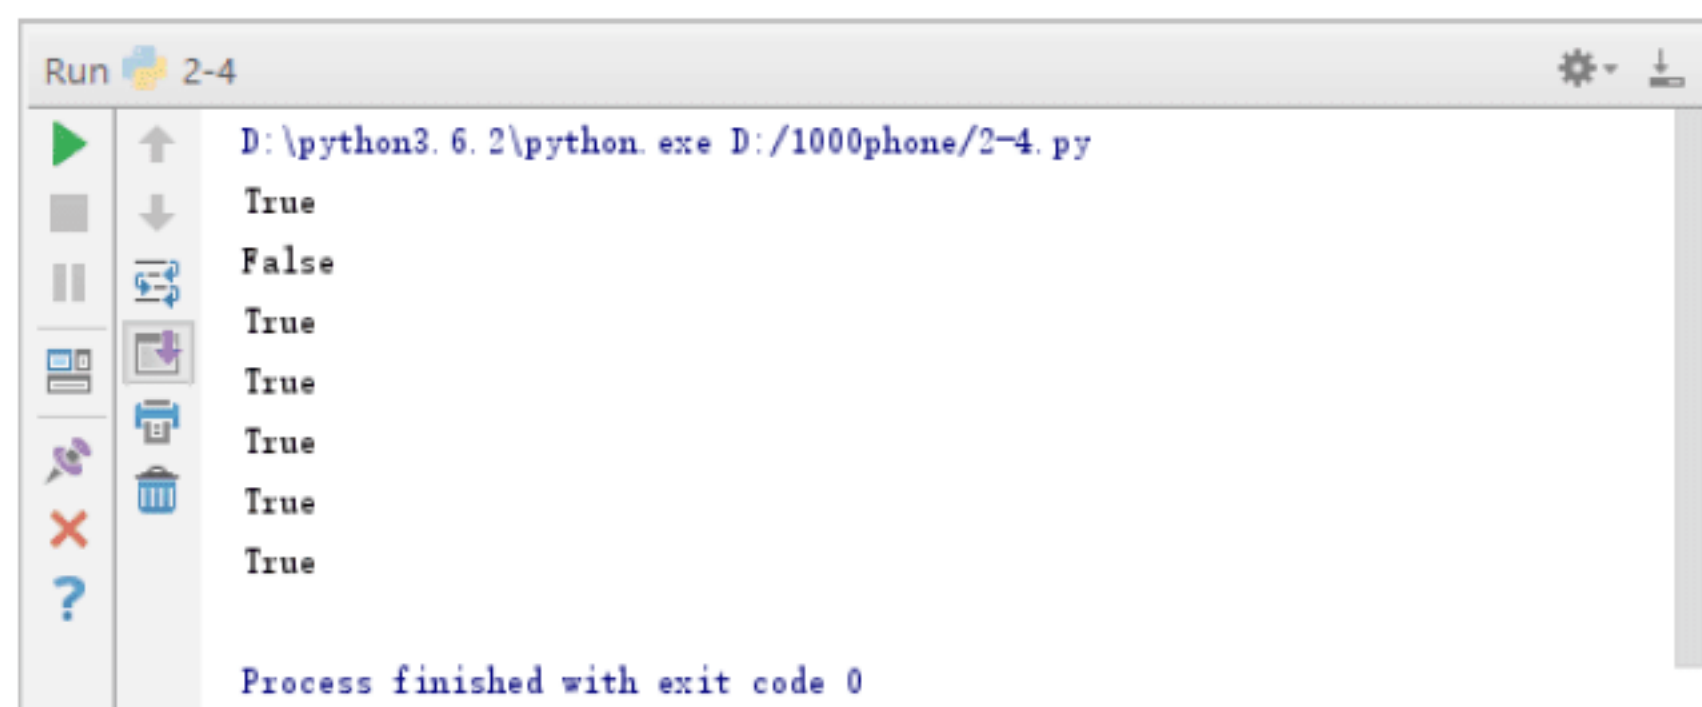 Run 2-4
D:\python3.6.2\python.exe D:/1000phone/2-4.py
True
False
True
True
True
True
True
Process finished with exit code 0